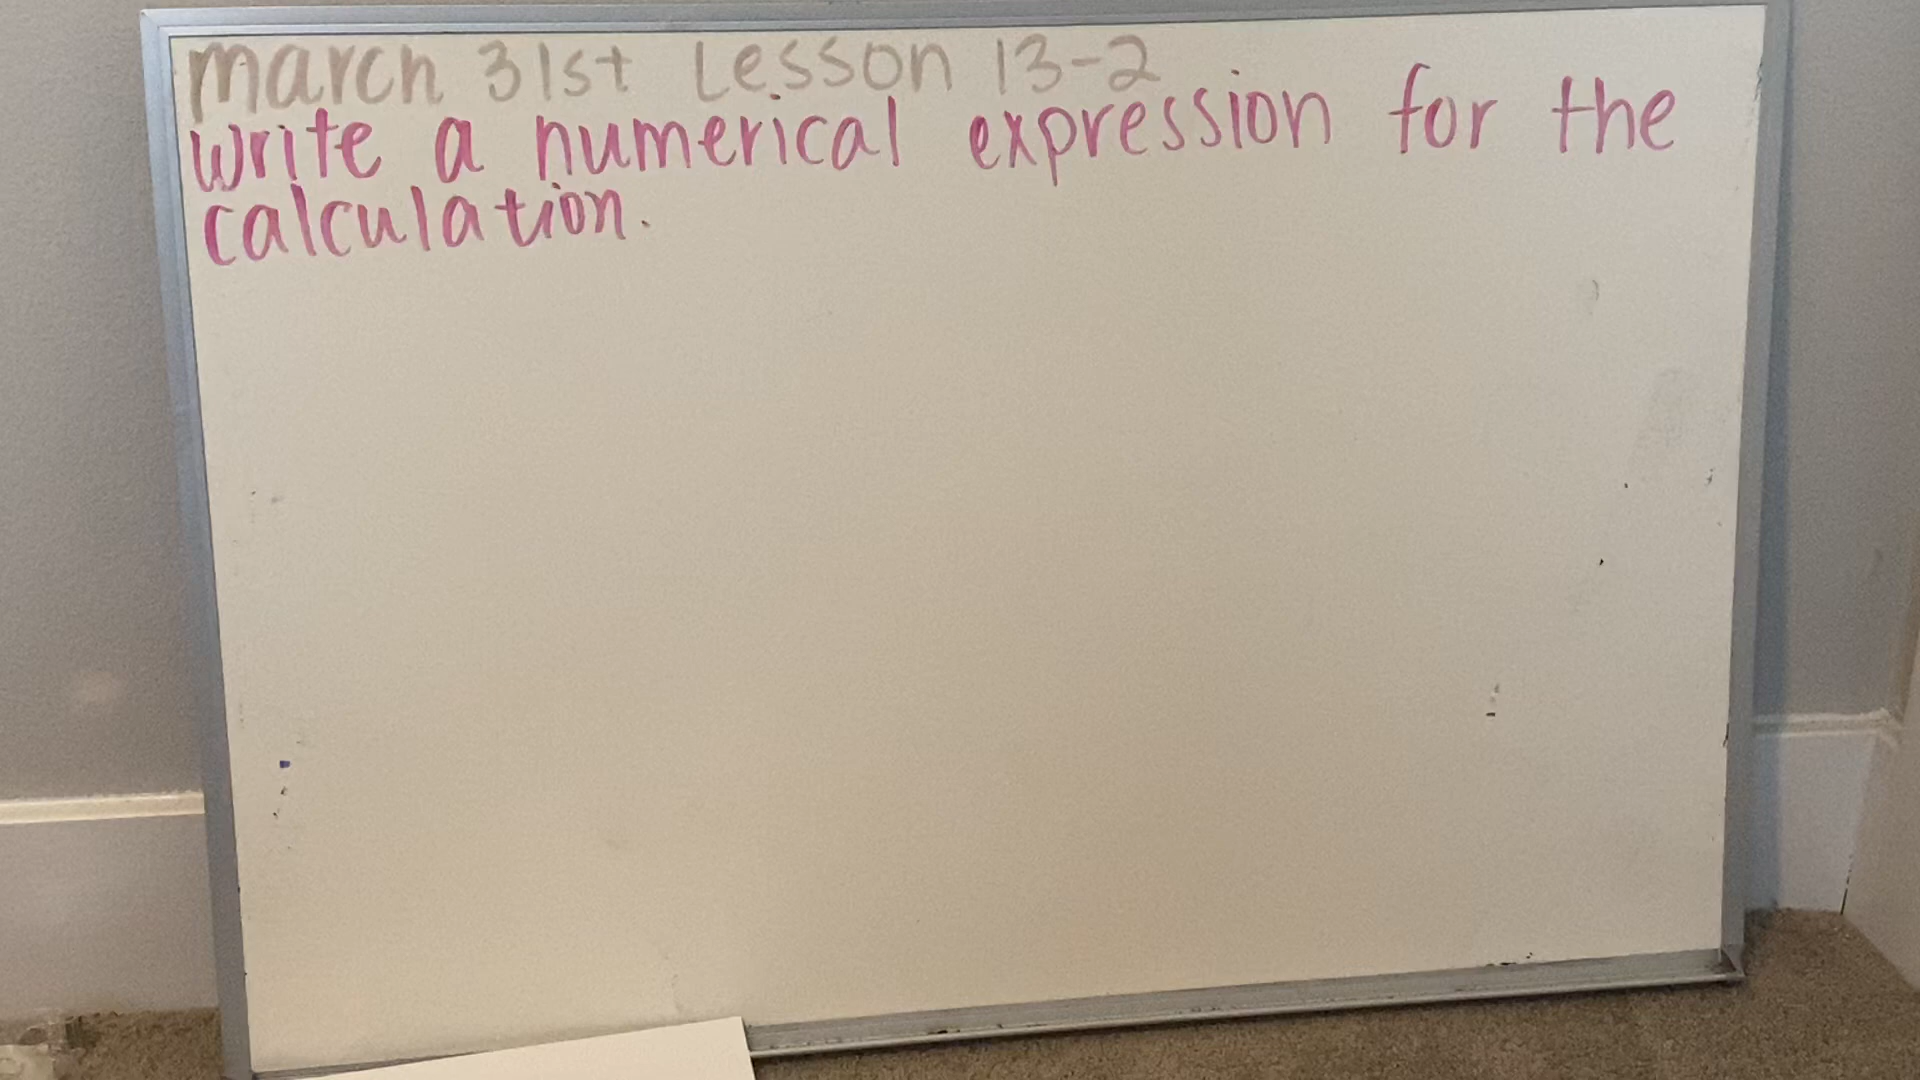 march 31st Lesson 13-2
write a numerical expression for the
calculation.